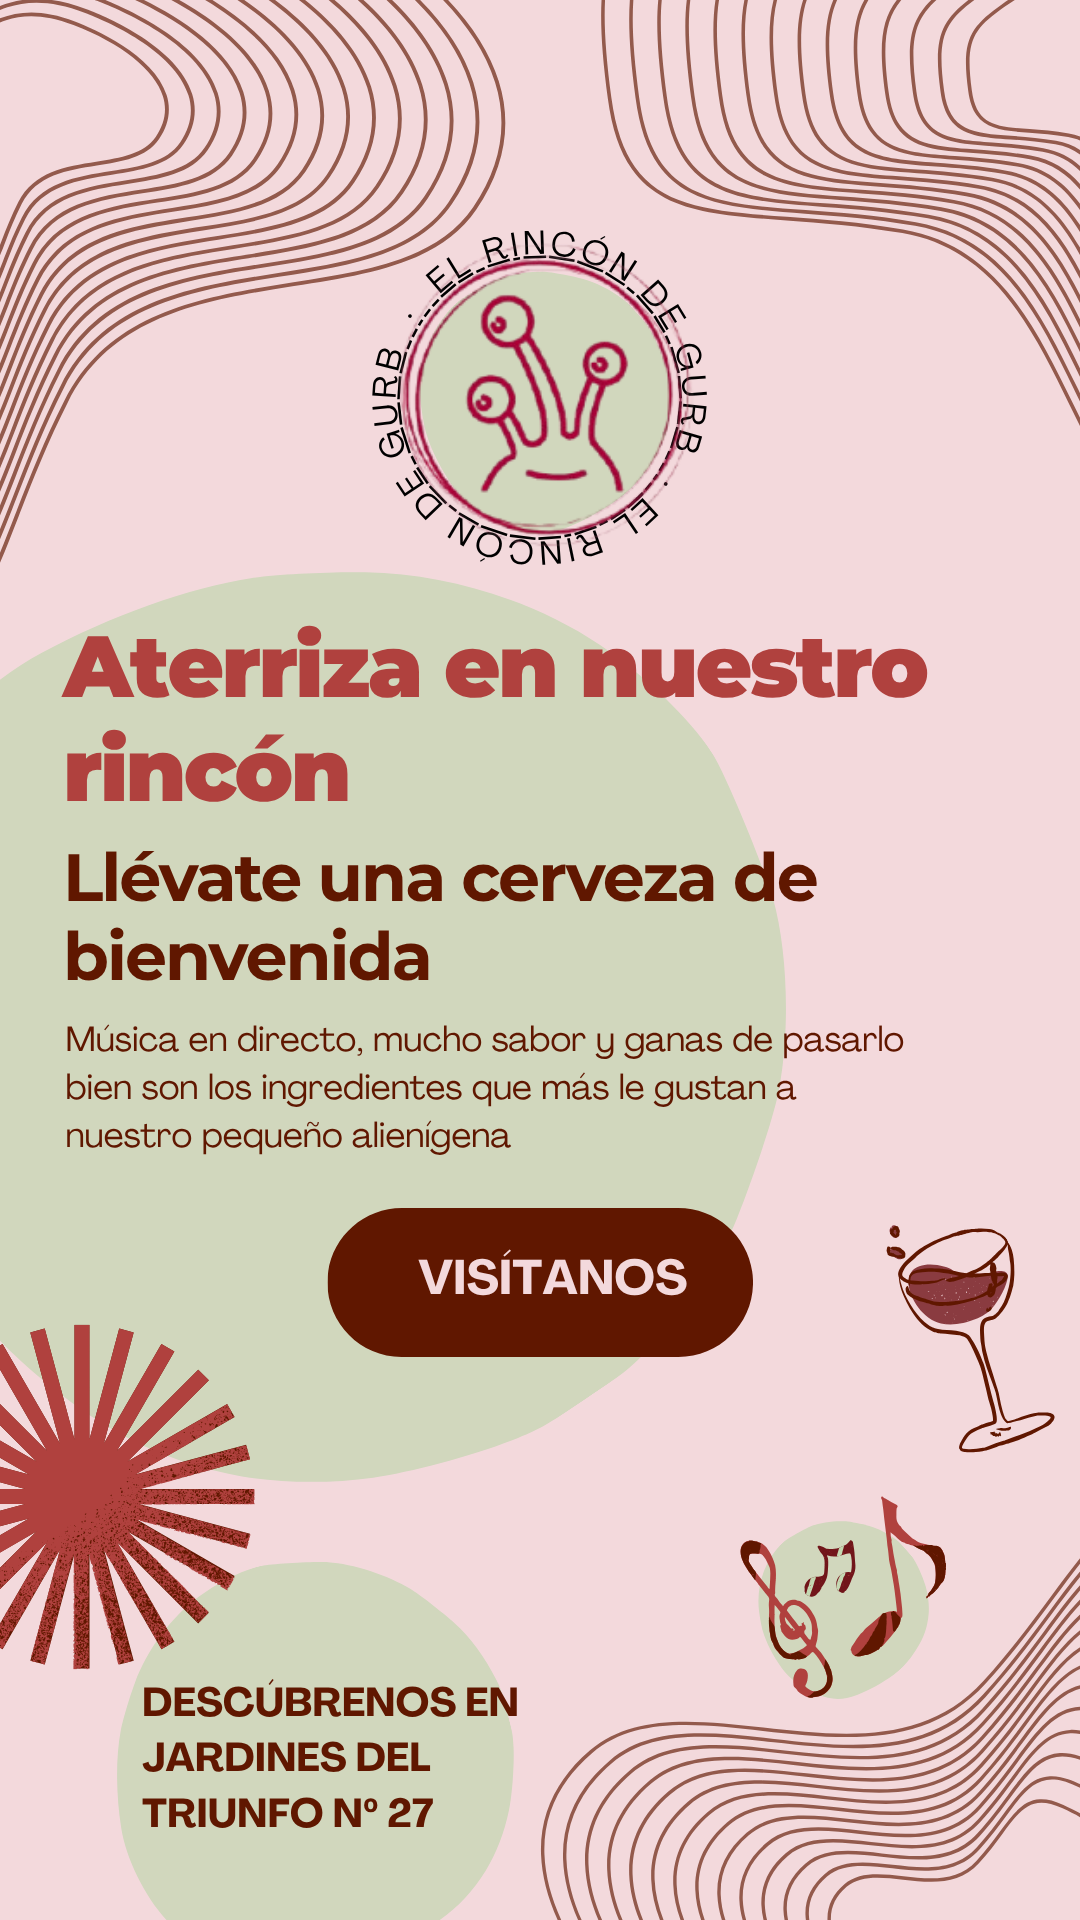 EL RINCÓN DE GURB · EL RINCÓN DE GURB ·
Aterriza en nuestro
rincón
Llévate una cerveza de
bienvenida
Música en directo, mucho sabor y ganas de pasarlo
bien son los ingredientes que más le gustan a
nuestro pequeño alienígena
VISÍTANOS
DESCÚBRENOS EN
JARDINES DEL
TRIUNFO Nº 27